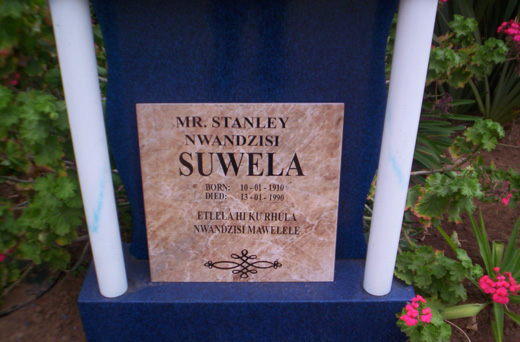 MR. STANLEY
NWANDZISI
SUWELA
BORN: 10 - 01 - 1910
DIED: 13 - 01 - 1990
ETLELA HI KU RHULA
NWANDZISI MAWELELE